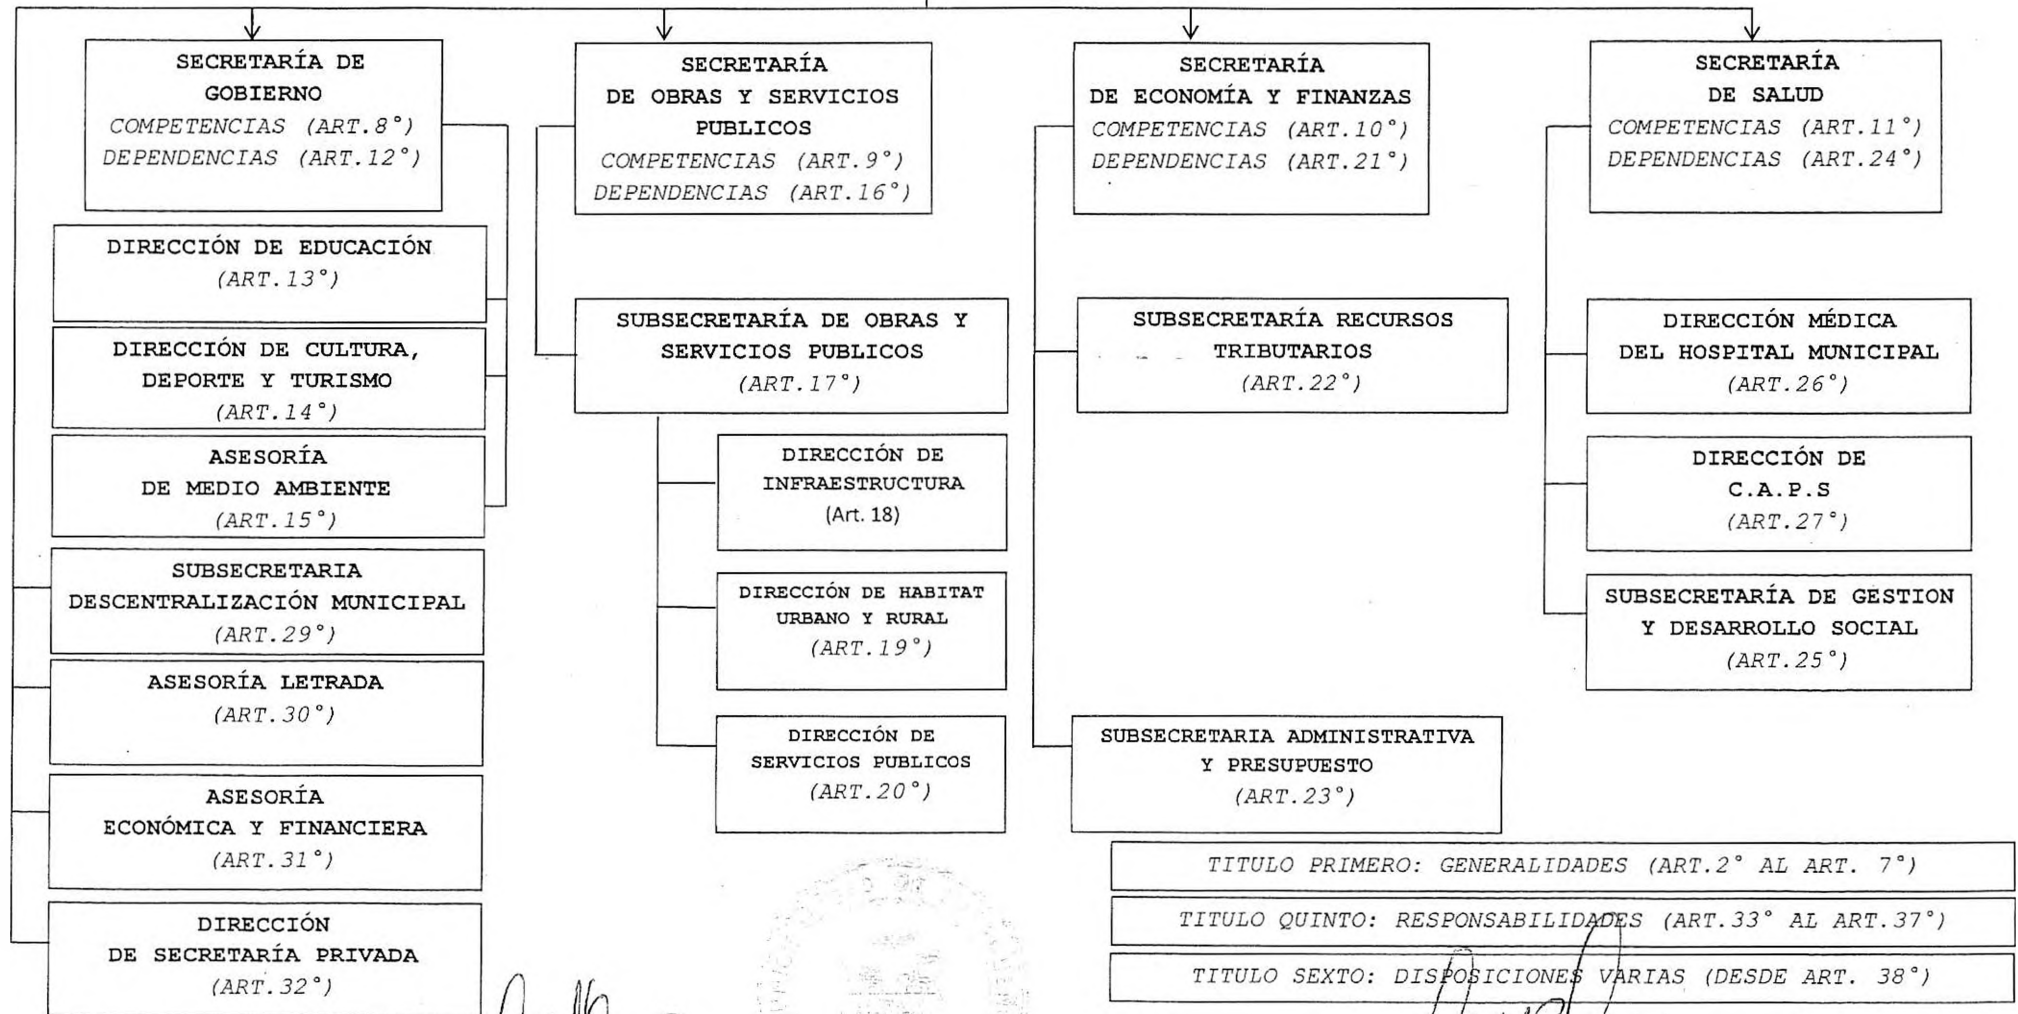 SECRETARÍA DE
GOBIERNO
COMPETENCIAS (ART.8°)
DEPENDENCIAS (ART.12°)
DIRECCIÓN DE EDUCACIÓN
(ART.13°)
DIRECCIÓN DE CULTURA,
DEPORTE Y TURISMO
(ART.14°)
ASESORÍA
DE MEDIO AMBIENTE
(ART.15°)
SUBSECRETARIA
DESCENTRALIZACIÓN MUNICIPAL
(ART.29°)
ASESORÍA LETRADA
(ART.30°)
ASESORÍA
ECONÓMICA Y FINANCIERA
(ART.31°)
DIRECCIÓN
DE SECRETARÍA PRIVADA
(ART.32°)
SECRETARÍA
DE OBRAS Y SERVICIOS
PUBLICOS
COMPETENCIAS (ART.9°)
DEPENDENCIAS (ART.16°)
SUBSECRETARÍA DE OBRAS Y
SERVICIOS PUBLICOS
(ART.17°)
DIRECCIÓN DE
INFRAESTRUCTURA
(Art. 18)
DIRECCIÓN DE HABITAT
URBANO Y RURAL
(ART.19°)
DIRECCIÓN DE
SERVICIOS PUBLICOS
(ART.20°)
SECRETARÍA
DE ECONOMÍA Y FINANZAS
COMPETENCIAS (ART.10°)
DEPENDENCIAS (ART.21°)
SUBSECRETARÍA RECURSOS
TRIBUTARIOS
(ART.22°)
SUBSECRETARIA ADMINISTRATIVA
Y PRESUPUESTO
(ART.23°)
SECRETARÍA
DE SALUD
COMPETENCIAS (ART.11°)
DEPENDENCIAS (ART.24°)
DIRECCIÓN MÉDICA
DEL HOSPITAL MUNICIPAL
(ART.26°)
DIRECCIÓN DE
C.A.P.S
(ART.27°)
SUBSECRETARÍA DE GESTION
Y DESARROLLO SOCIAL
(ART.25°)
TITULO PRIMERO: GENERALIDADES (ART.2° AL ART. 7°)
TITULO QUINTO: RESPONSABILIDADES (ART.33° AL ART.37°)
TITULO SEXTO: DISPOSICIONES VARIAS (DESDE ART. 38°)